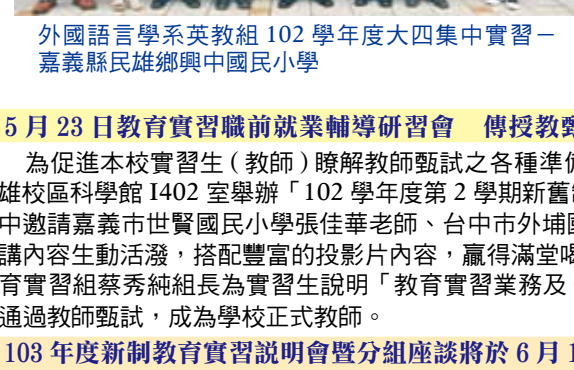 外國語言學系英教組 102 學年度大四集中實習－
嘉義縣民雄鄉興中國民小學
5 月 23 日教育實習職前就業輔導研習會　傳授教甄
為促進本校實習生（教師）瞭解教師甄試之各種準備
雄校區科學館 I402 室舉辦「102 學年度第 2 學期新舊
中邀請嘉義市世賢國民小學張佳華老師、台中市外埔國
講內容生動活潑，搭配豐富的投影片內容，贏得滿堂喝
育實習組蔡秀純組長為實習生說明「教育實習業務及
通過教師甄試，成為學校正式教師。
103 年度新制教育實習說明會暨分組座談將於 6 月 1